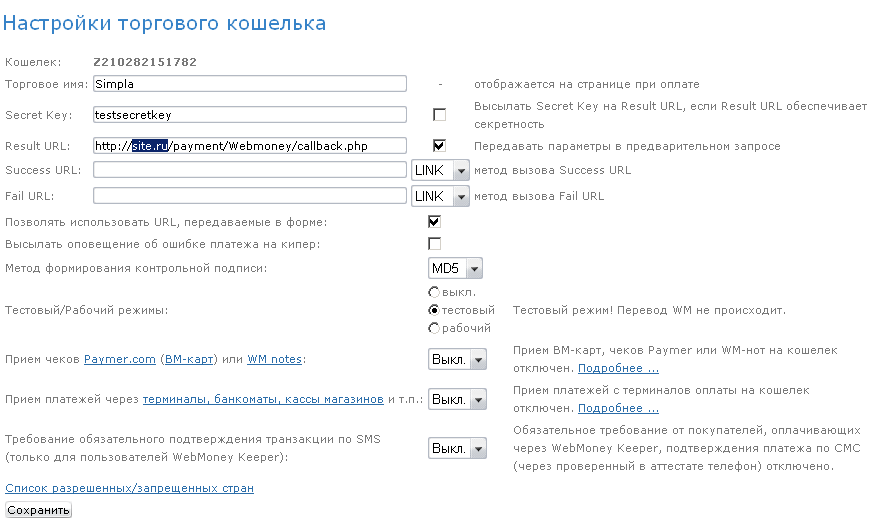 Настройки торгового кошелька
Кошелек: Z210282151782
Торговое имя: Simpla - отображается на странице при оплате
Secret Key: testsecretkey Высылать Secret Key на Result URL, если Result URL обеспечивает
секретность
Result URL: http://site.ru/payment/Webmoney/callback.php Передавать параметры в предварительном запросе
Success URL: LINK метод вызова Success URL
Fail URL: LINK метод вызова Fail URL
Позволять использовать URL, передаваемые в форме:
Высылать оповещение об ошибке платежа на кипер:
Метод формирования контрольной подписи: MD5
выкл.
Тестовый/Рабочий режимы: тестовый Тестовый режим! Перевод WM не происходит.
рабочий
Прием чеков Paymer.com (ВМ-карт) или WM notes: Выкл. Прием ВМ-карт, чеков Paymer или WM-нот на кошелек
отключен. Подробнее ...
Прием платежей через терминалы, банкоматы, кассы магазинов и т.п.: Выкл. Прием платежей с терминалов оплаты на кошелек
отключен. Подробнее ...
Требование обязательного подтверждения транзакции по SMS
(только для пользователей WebMoney Keeper): Выкл. Обязательное требование от покупателей, оплачивающих
через WebMoney Keeper, подтверждения платежа по СМС
(через проверенный в аттестате телефон) отключено.
Список разрешенных/запрещенных стран
Сохранить